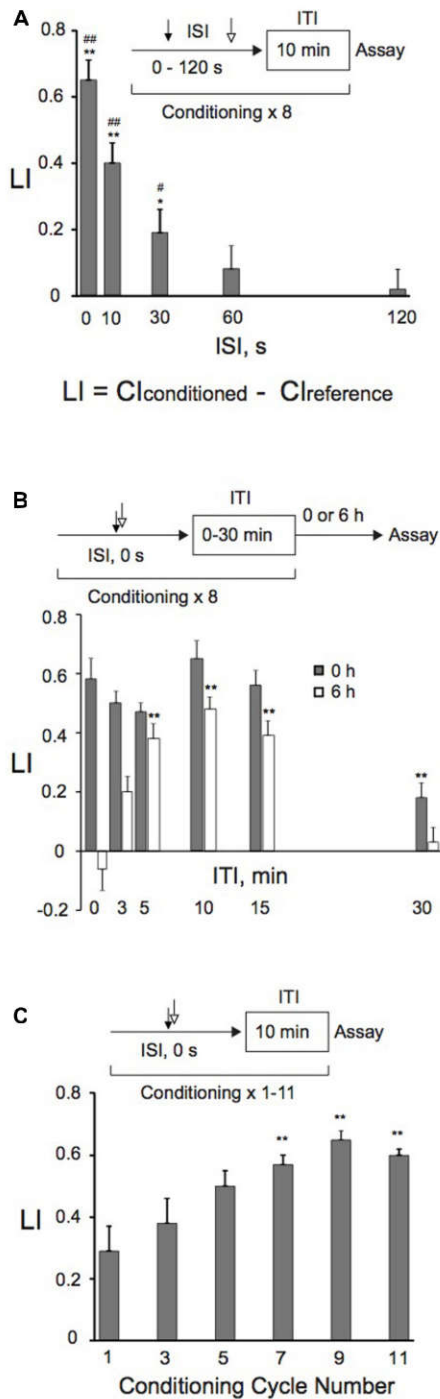 A
ISI
ITI
0 - 120 s
10 min
Assay
Conditioning x 8
##
**
##
**
#
*
0.8
0.6
0.4
0.2
0
LI
0 10 30 60 120
ISI, s
LI = CIconditioned - CIreference
B
ITI
ISI, 0 s
0-30 min
0 or 6 h
Assay
Conditioning x 8
0.8
0.6
0.4
0.2
0
-0.2
LI
**
**
**
**
0 h
6 h
ITI, min
0 3 5 10 15 30
C
ITI
ISI, 0 s
10 min
Assay
Conditioning x 1-11
0.8
0.6
0.4
0.2
0
LI
**
**
**
1 3 5 7 9 11
Conditioning Cycle Number